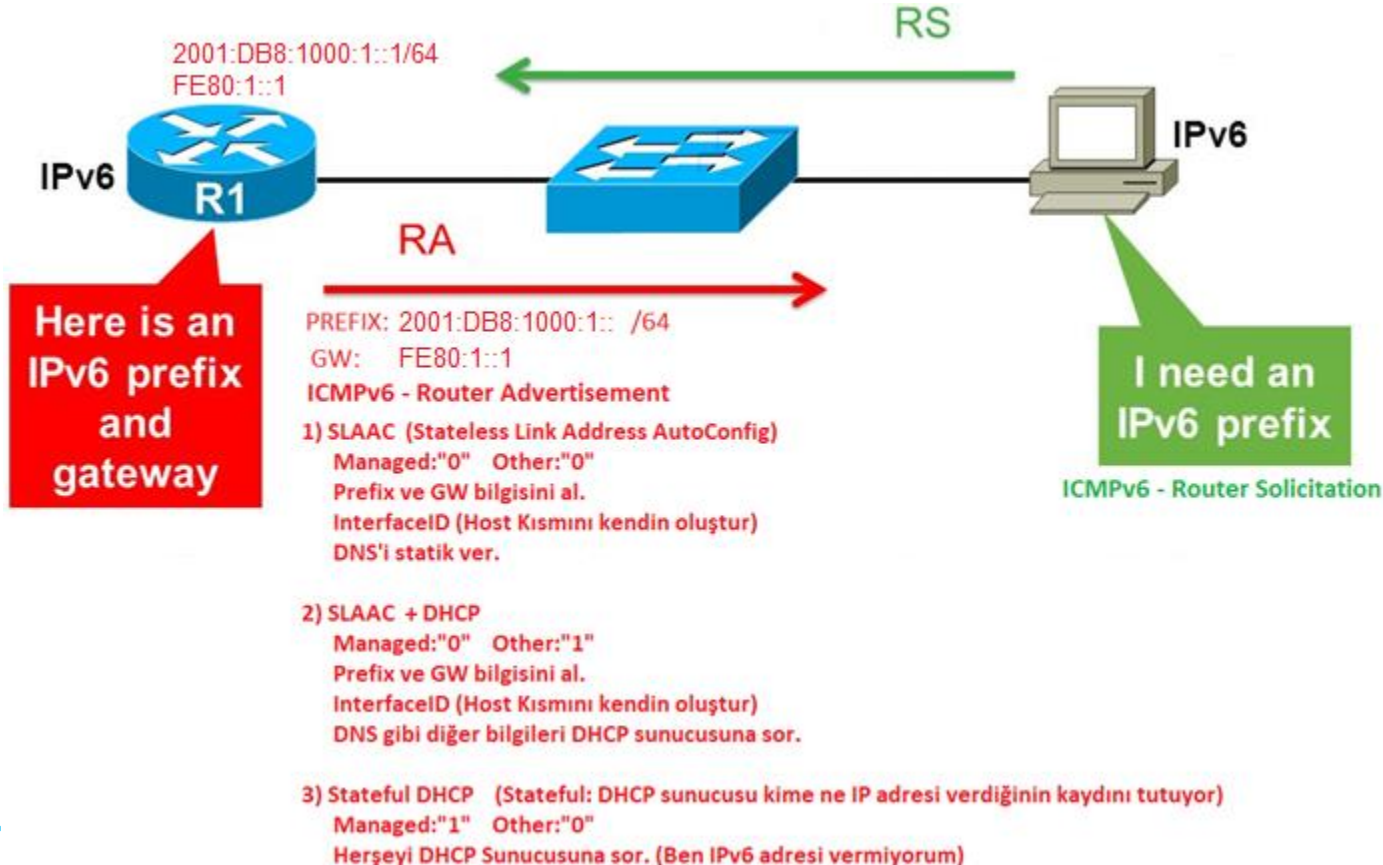 RS
2001:DB8:1000:1::1/64
FE80:1::1
IPv6
IPv6
R1
RA
Here is an
IPv6 prefix
and
gateway
PREFIX: 2001:DB8:1000:1:: /64
GW: FE80:1::1
ICMPv6 - Router Advertisement
I need an
IPv6 prefix
ICMPv6 - Router Solicitation
1) SLAAC (Stateless Link Address AutoConfig)
Managed:"0" Other:"0"
Prefix ve GW bilgisini al.
InterfaceID (Host Kısmını kendin oluştur)
DNS'i statik ver.
2) SLAAC + DHCP
Managed:"0" Other:"1"
Prefix ve GW bilgisini al.
InterfaceID (Host Kısmını kendin oluştur)
DNS gibi diğer bilgileri DHCP sunucusuna sor.
3) Stateful DHCP (Stateful: DHCP sunucusu kime ne IP adresi verdiğinin kaydını tutuyor)
Managed:"1" Other:"0"
Herşeyi DHCP Sunucusuna sor. (Ben IPv6 adresi vermiyorum)